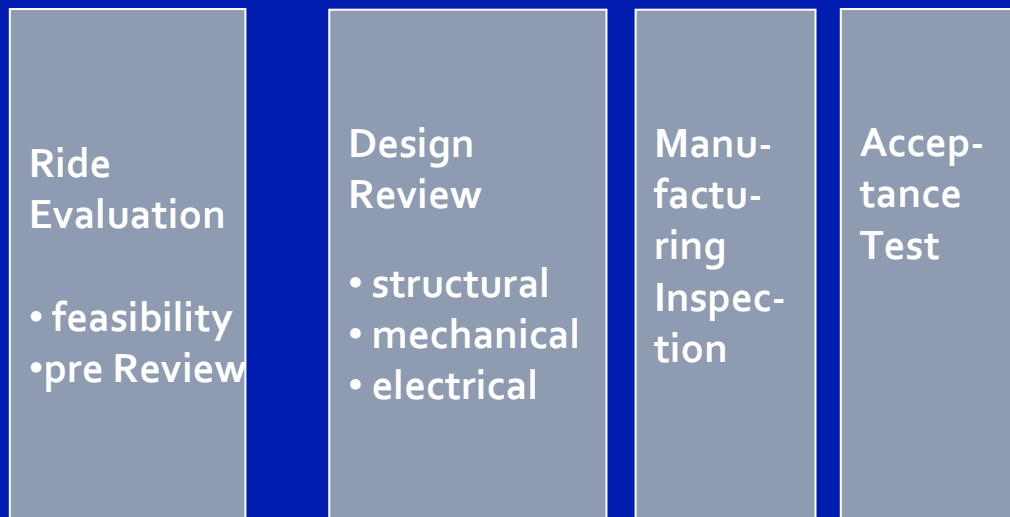 Ride
Evaluation
• feasibility
•pre Review
Design
Review
• structural
• mechanical
• electrical
Manu-
factu-
ring
Inspec-
tion
Accep-
tance
Test